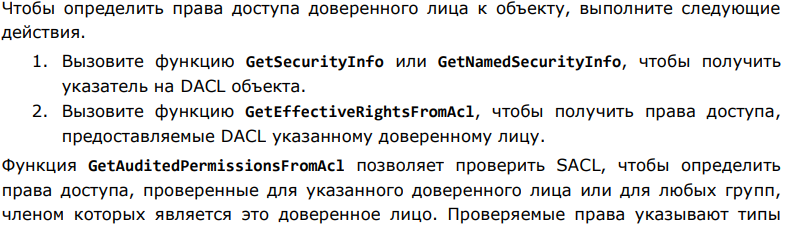 Чтобы определить права доступа доверенного лица к объекту, выполните следующие
действия.
1. Вызовите функцию GetSecurityInfo или GetNamedSecurityInfo, чтобы получить
указатель на DACL объекта.
2. Вызовите функцию GetEffectiveRightsFromAcl, чтобы получить права доступа,
предоставляемые DACL указанному доверенному лицу.
Функция GetAuditedPermissionsFromAcl позволяет проверить SACL, чтобы определить
права доступа, проверенные для указанного доверенного лица или для любых групп,
членом которых является это доверенное лицо. Проверяемые права указывают типы